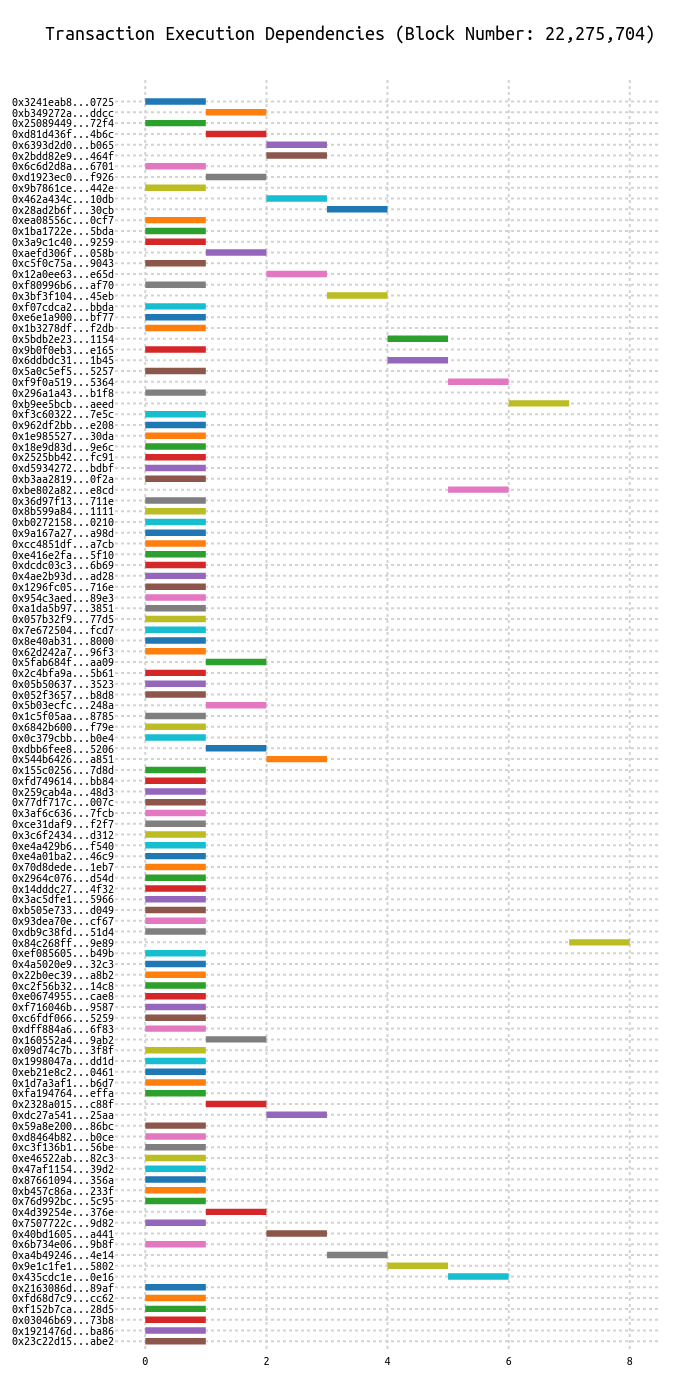 Transaction Execution Dependencies (Block Number: 22,275,704)
0x3241eab8...0725
0xb349272a...ddcc
0x25089449...72f4
0xd81d436f...4b6c
0x6393d2d0...b065
0x2bdd82e9...464f
0x6c6d2d8a...6701
0xd1923ec0...f926
0x9b7861ce...442e
0x462a434c...10db
0x28ad2b6f...30cb
0xea08556c...0cf7
0x1ba1722e...5bda
0x3a9c1c40...9259
0xaefd306f...058b
0xc5f0c75a...9043
0x12a0ee63...e65d
0xf80996b6...af70
0x3bf3f104...45eb
0xf07cdca2...bbda
0xe6e1a900...bf77
0x1b3278df...f2db
0x5bdb2e23...1154
0x9b0f0eb3...e165
0x6ddbdc31...1b45
0x5a0c5ef5...5257
0xf9f0a519...5364
0x296a1a43...b1f8
0xb9ee5bcb...aeed
0xf3c60322...7e5c
0x962df2bb...e208
0x1e985527...30da
0x18e9d83d...9e6c
0x2525bb42...fc91
0xd5934272...bdbf
0xb3aa2819...0f2a
0xbe802a82...e8cd
0x36d97f13...711e
0x8b599a84...1111
0xb0272158...0210
0x9a167a27...a98d
0xcc4851df...a7cb
0xe416e2fa...5f10
0xdcdc03c3...6b69
0x4ae2b93d...ad28
0x1296fc05...716e
0x954c3aed...89e3
0xa1da5b97...3851
0x057b32f9...77d5
0x7e672504...fcd7
0x8e40ab31...8000
0x62d242a7...96f3
0x5fab684f...aa09
0x2c4bfa9a...5b61
0x05b50637...3523
0x052f3657...b8d8
0x5b03ecfc...248a
0x1c5f05aa...8785
0x6842b600...f79e
0x0c379cbb...b0e4
0xdbb6fee8...5206
0x544b6426...a851
0x155c0256...7d8d
0xfd749614...bb84
0x259cab4a...48d3
0x77df717c...007c
0x3af6c636...7fcb
0xce31daf9...f2f7
0x3c6f2434...d312
0xe4a429b6...f540
0xe4a01ba2...46c9
0x70d8dede...1eb7
0x2964c076...d54d
0x14dddc27...4f32
0x3ac5dfe1...5966
0xb505e733...d049
0x93dea70e...cf67
0xdb9c38fd...51d4
0x84c268ff...9e89
0xef085605...b49b
0x4a5020e9...32c3
0x22b0ec39...a8b2
0xc2f56b32...14c8
0xe0674955...cae8
0xf716046b...9587
0xc6fdf066...5259
0xdff884a6...6f83
0x160552a4...9ab2
0x09d74c7b...3f8f
0x1998047a...dd1d
0xeb21e8c2...0461
0x1d7a3af1...b6d7
0xfa194764...effa
0x2328a015...c88f
0xdc27a541...25aa
0x59a8e200...86bc
0xd8464b82...b0ce
0xc3f136b1...56be
0xe46522ab...82c3
0x47af1154...39d2
0x87661094...356a
0xb457c86a...233f
0x76d992bc...5c95
0x4d39254e...376e
0x7507722c...9d82
0x40bd1605...a441
0x6b734e06...9b8f
0xa4b49246...4e14
0x9e1c1fe1...5802
0x435cdc1e...0e16
0x2163086d...89af
0xfd68d7c9...cc62
0xf152b7ca...28d5
0x03046b69...73b8
0x1921476d...ba86
0x23c22d15...abe2
0 2 4 6 8